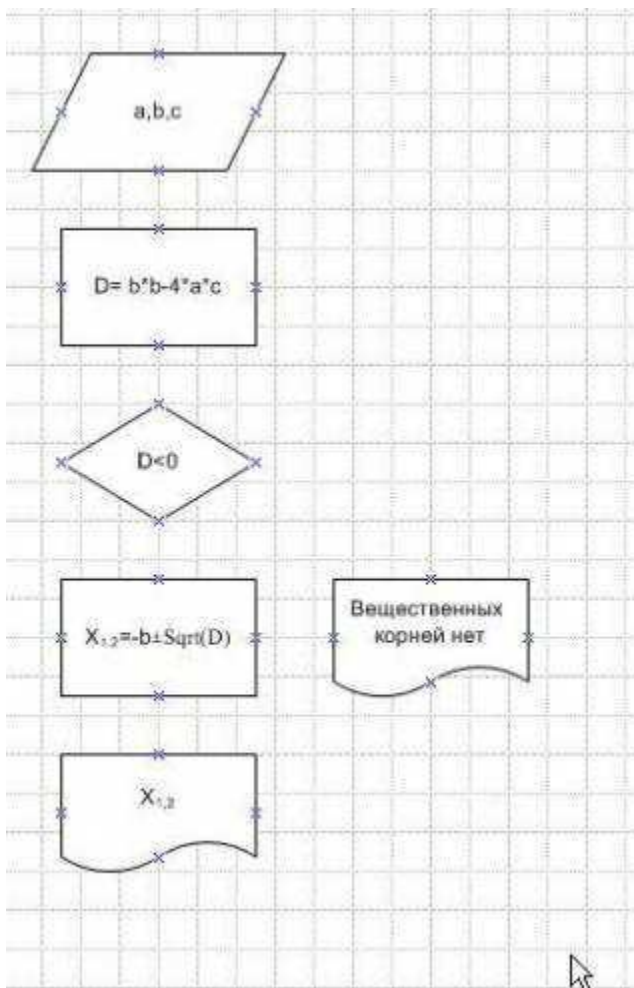 a,b,c
D= b*b-4*a*c
D<0
X₁,₂=-b±Sqrt(D)
Вещественных
корней нет
X₁,₂